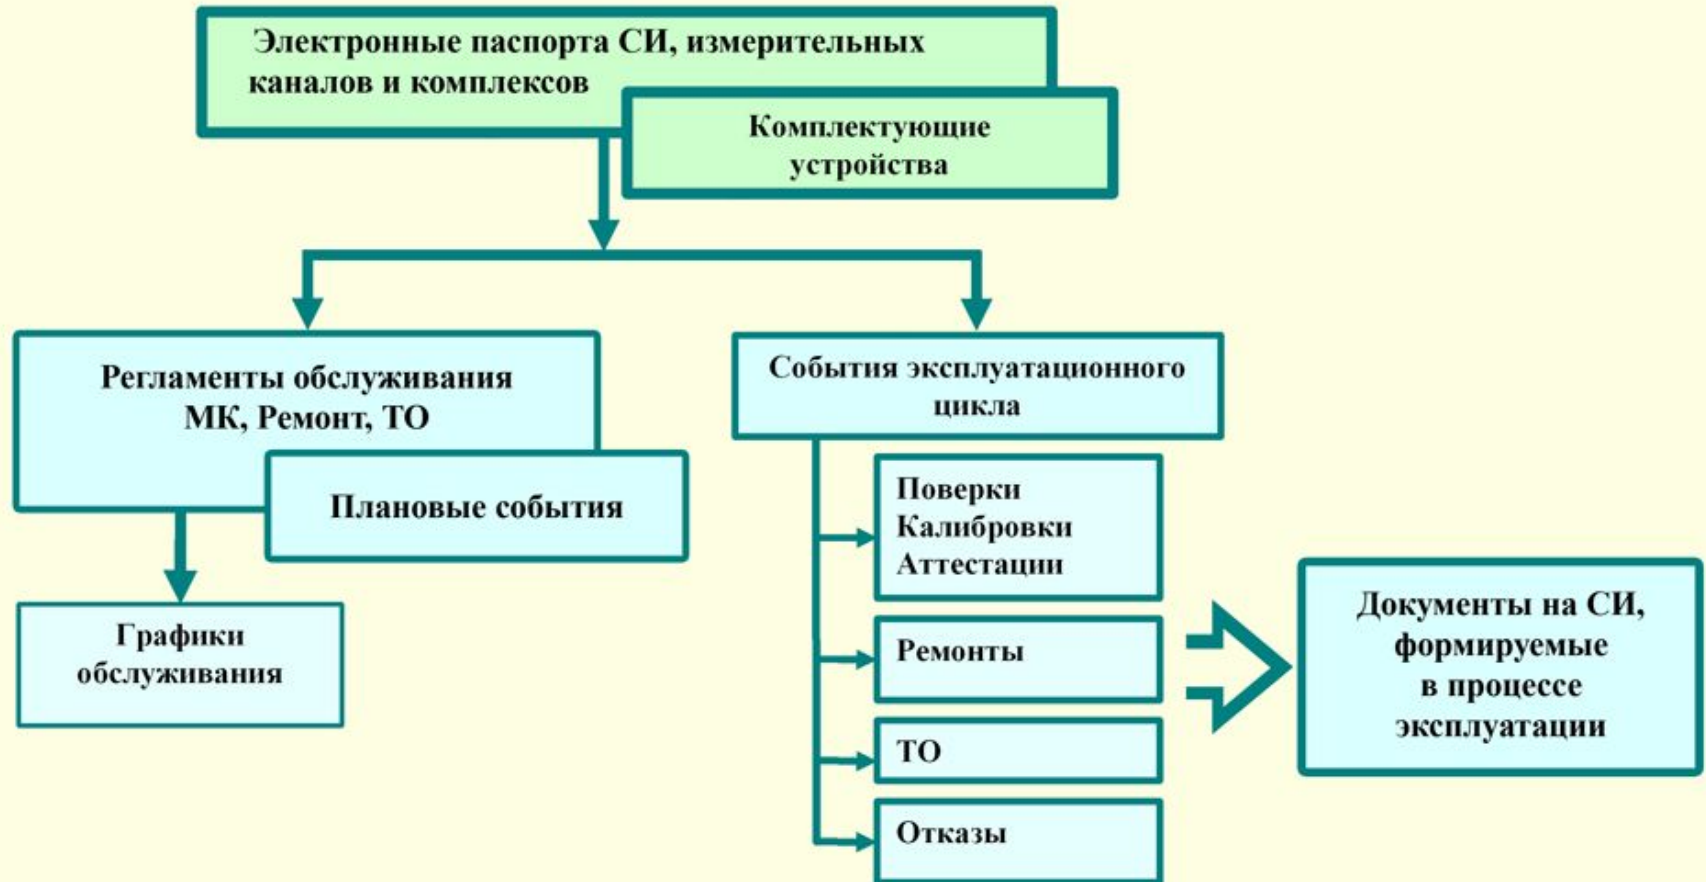 Электронные паспорта СИ, измерительных
каналов и комплексов
Комплектующие
устройства
Регламенты обслуживания
МК, Ремонт, ТО
Плановые события
Графики
обслуживания
События эксплуатационного
цикла
Поверки
Калибровки
Аттестации
Ремонты
ТО
Отказы
Документы на СИ,
формируемые
в процессе
эксплуатации